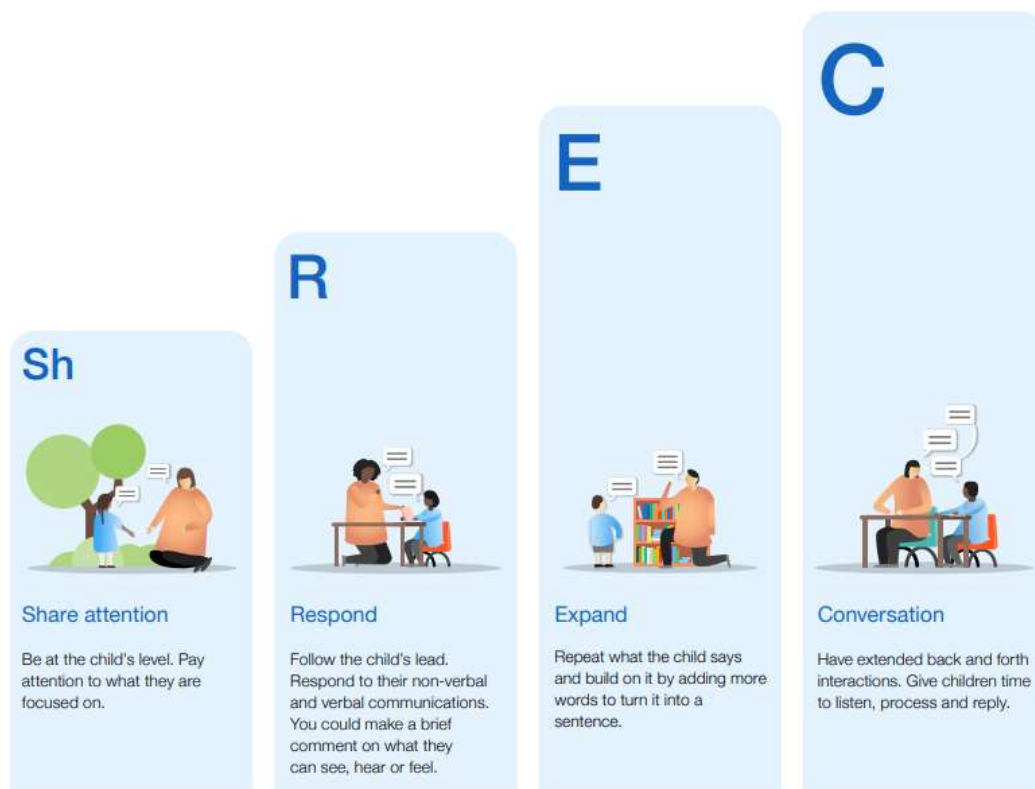 Sh
Share attention
Be at the child's level. Pay
attention to what they are
focused on.
R
Respond
Follow the child's lead.
Respond to their non-verbal
and verbal communications.
You could make a brief
comment on what they
can see, hear or feel.
E
Expand
Repeat what the child says
and build on it by adding more
words to turn it into a
sentence.
C
Conversation
Have extended back and forth
interactions. Give children time
to listen, process and reply.